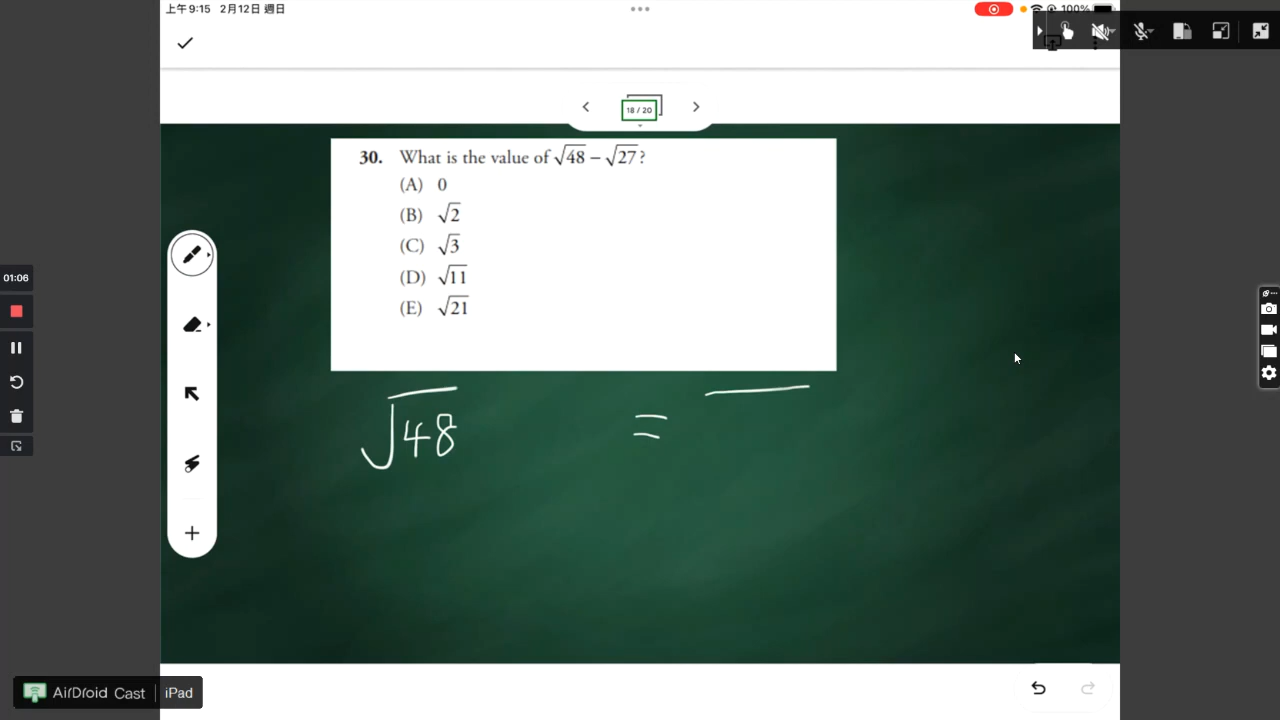 上午9:15 2月12日 週日
100%
18 / 20
30. What is the value of √48 – √27?
(A) 0
(B) √2
(C) √3
(D) √11
(E) √21
01:06
√48 =
AirDroid Cast iPad